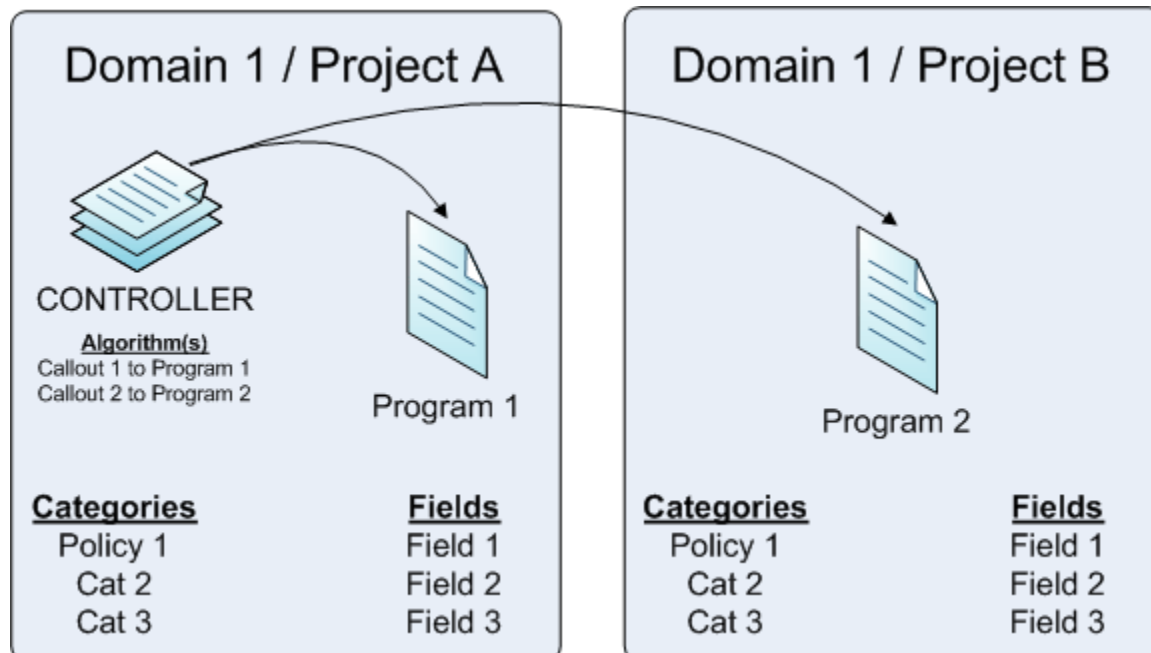 Domain 1 / Project A
CONTROLLER
Algorithm(s)
Callout 1 to Program 1
Callout 2 to Program 2
Program 1
Categories
Policy 1
Cat 2
Cat 3
Fields
Field 1
Field 2
Field 3
Domain 1 / Project B
Program 2
Categories
Policy 1
Cat 2
Cat 3
Fields
Field 1
Field 2
Field 3